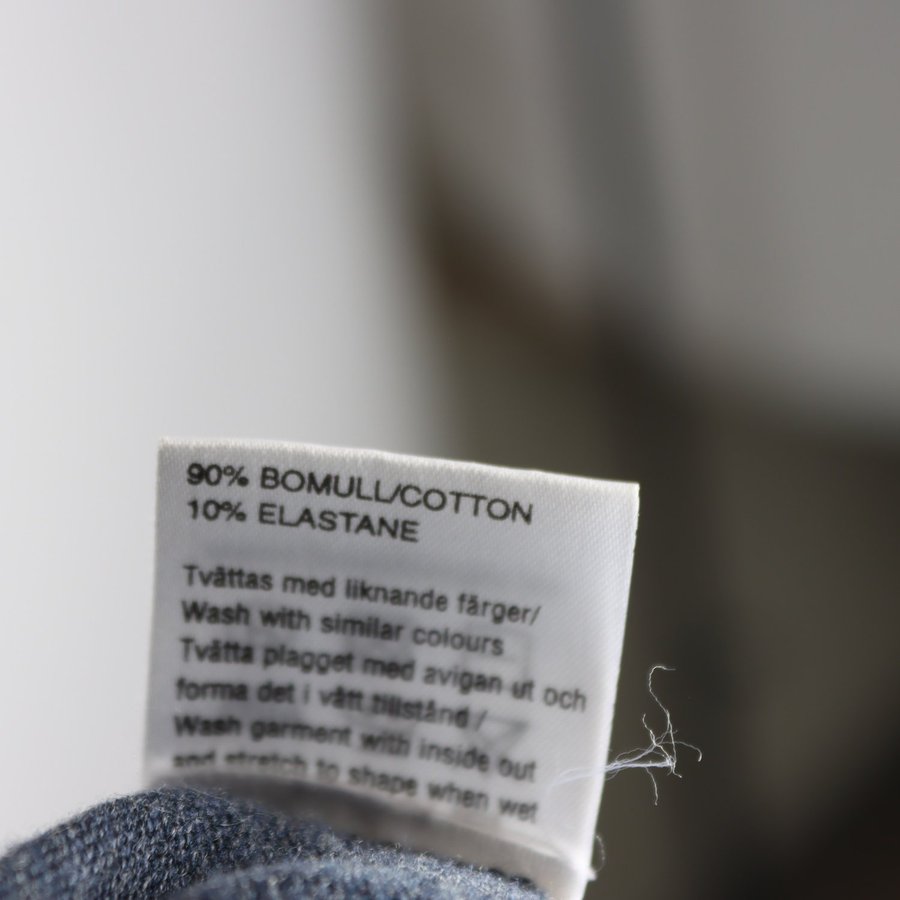 90% BOMULL/COTTON
10% ELASTANE
Tvättas med liknande färger/
Wash with similar colours
Tvätta plagget med avigan ut och
forma det i vått tillstånd /
Wash garment with inside out
and stretch to shape when wet